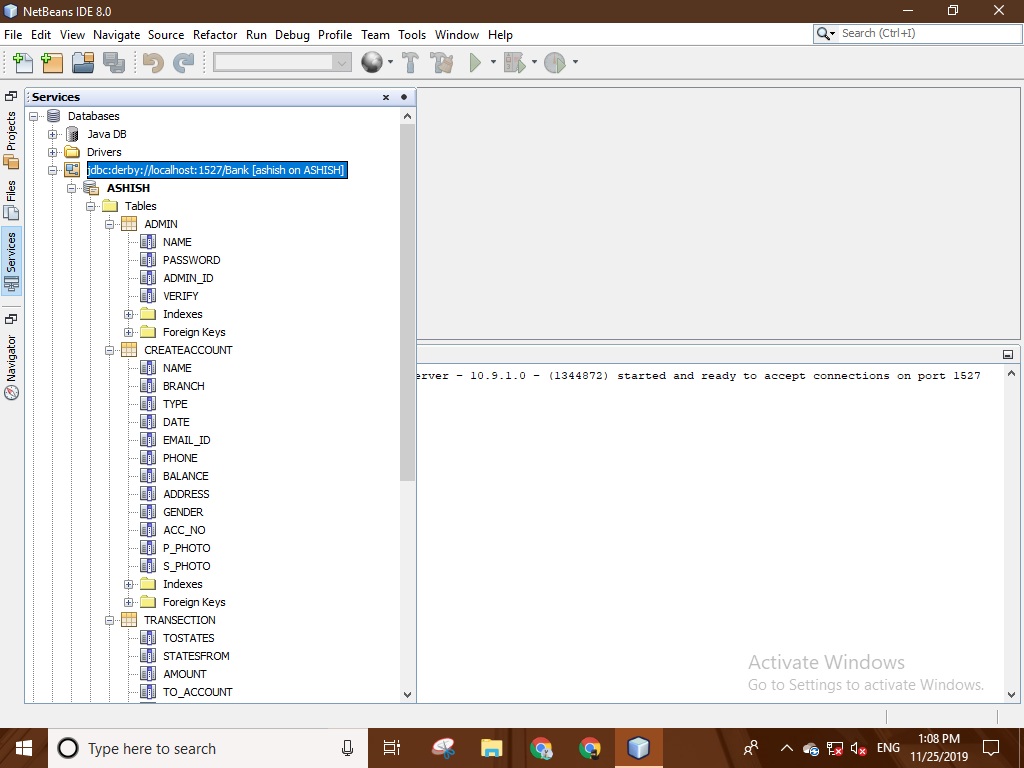 NetBeans IDE 8.0
File Edit View Navigate Source Refactor Run Debug Profile Team Tools Window Help
Search (Ctrl+I)
Services
Projects
Files
Services
Navigator
Databases
Java DB
Drivers
jdbc:derby://localhost:1527/Bank [ashish on ASHISH]
ASHISH
Tables
ADMIN
NAME
PASSWORD
ADMIN_ID
VERIFY
Indexes
Foreign Keys
CREATEACCOUNT
NAME
BRANCH
TYPE
DATE
EMAIL_ID
PHONE
BALANCE
ADDRESS
GENDER
ACC_NO
P_PHOTO
S_PHOTO
Indexes
Foreign Keys
TRANSECTION
TOSTATES
STATESFROM
AMOUNT
TO_ACCOUNT
erver - 10.9.1.0 - (1344872) started and ready to accept connections on port 1527
Activate Windows
Go to Settings to activate Windows.
Type here to search
ENG
1:08 PM
11/25/2019